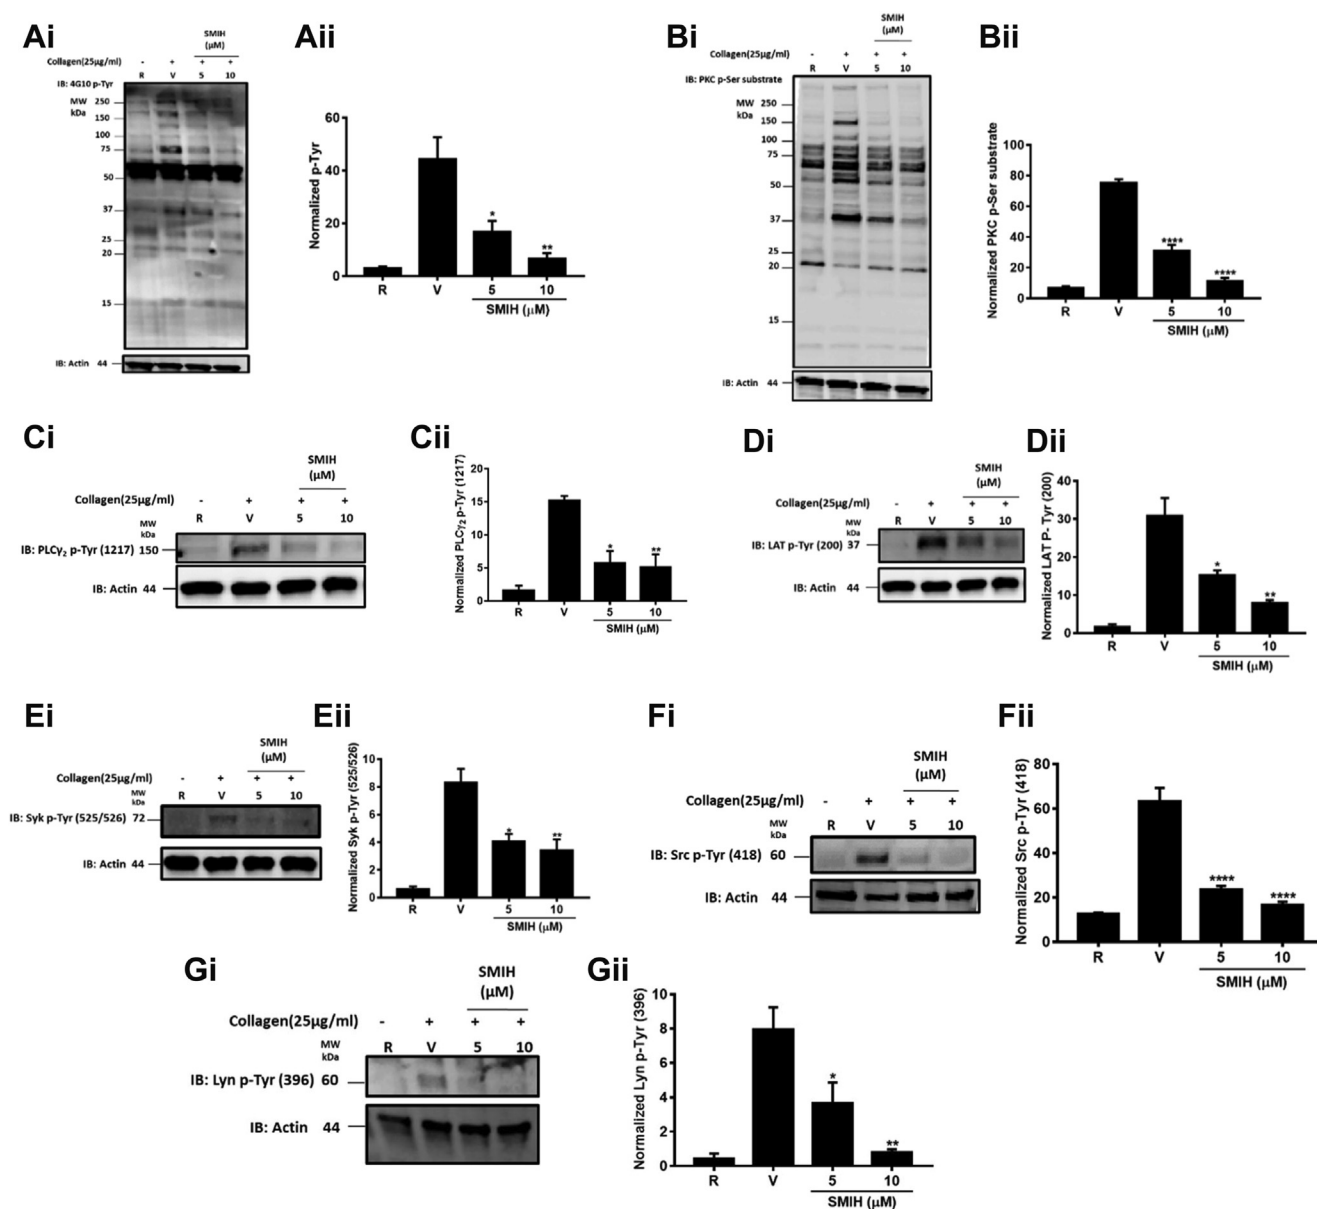 Ai
SMIH
(μM)
Collagen(25μg/ml) - + + +
R V 5 10
IB: 4G10 p-Tyr
MW
kDa
250
150
100
75
50
37
25
20
15
IB: Actin 44
Aii
Normalized p-Tyr
60
40
20
0
*
**
R V 5 10
SMIH (μM)
Bi
SMIH
(μM)
Collagen(25μg/ml) - + + +
R V 5 10
IB: PKC p-Ser substrate
MW
kDa
250
150
100
75
50
37
25
20
15
IB: Actin 44
Bii
Normalized PKC p-Ser substrate
100
80
60
40
20
0
****
****
R V 5 10
SMIH (μM)
Ci
SMIH
(μM)
Collagen(25μg/ml) - + + +
MW
kDa
R V 5 10
IB: PLCγ₂ p-Tyr (1217) 150
IB: Actin 44
Cii
Normalized PLCγ₂ p-Tyr (1217)
20
15
10
5
0
*
**
R V 5 10
SMIH (μM)
Di
SMIH
(μM)
Collagen(25μg/ml) - + + +
MW
kDa
R V 5 10
IB: LAT p-Tyr (200) 37
IB: Actin 44
Dii
Normalized LAT P- Tyr (200)
40
30
20
10
0
*
**
R V 5 10
SMIH (μM)
Ei
SMIH
(μM)
Collagen(25μg/ml) - + + +
MW
kDa
R V 5 10
IB: Syk p-Tyr (525/526) 72
IB: Actin 44
Eii
Normalized Syk p-Tyr (525/526)
10
8
6
4
2
0
*
**
R V 5 10
SMIH (μM)
Fi
SMIH
(μM)
Collagen(25μg/ml) - + + +
MW
kDa
R V 5 10
IB: Src p-Tyr (418) 60
IB: Actin 44
Fii
Normalized Src p-Tyr (418)
80
60
40
20
0
****
****
R V 5 10
SMIH (μM)
Gi
SMIH
(μM)
Collagen(25μg/ml) - + + +
MW
kDa
R V 5 10
IB: Lyn p-Tyr (396) 60
IB: Actin 44
Gii
Normalized Lyn p-Tyr (396)
10
8
6
4
2
0
*
**
R V 5 10
SMIH (μM)